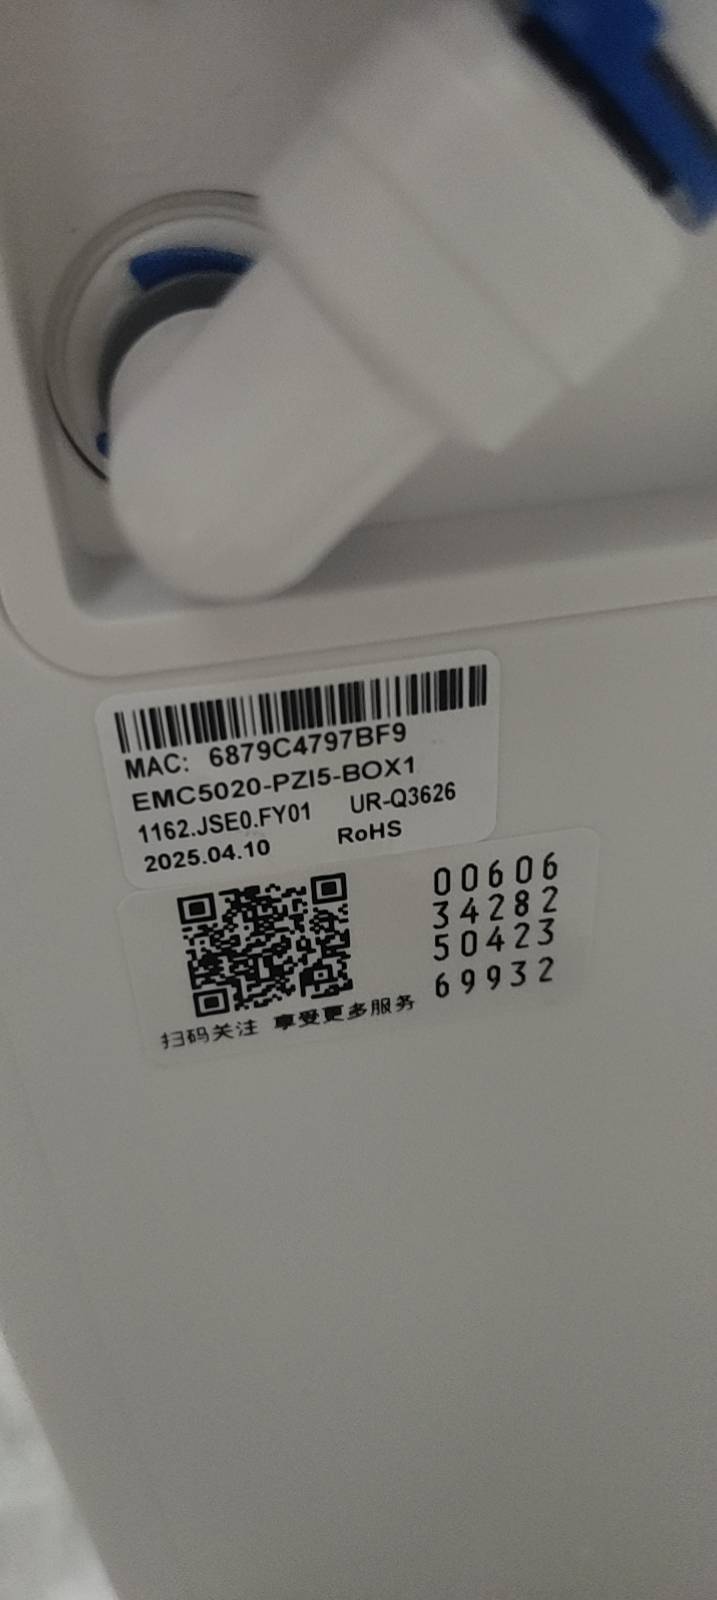 MAC: 6879C4797BF9
EMC5020-PZI5-BOX1
1162.JSE0.FY01 UR-Q3626
2025.04.10 RoHS
00606
34282
50423
69932
扫码关注 享受更多服务